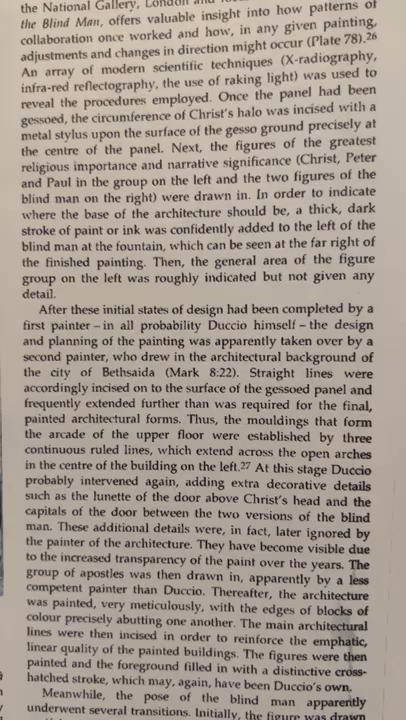 the National Gallery, London and
the Blind Man, offers valuable insight into how patterns of
collaboration once worked and how, in any given painting,
adjustments and changes in direction might occur (Plate 78).26
An array of modern scientific techniques (X-radiography,
infra-red reflectography, the use of raking light) was used to
reveal the procedures employed. Once the panel had been
gessoed, the circumference of Christ's halo was incised with a
metal stylus upon the surface of the gesso ground precisely at
the centre of the panel. Next, the figures of the greatest
religious importance and narrative significance (Christ, Peter
and Paul in the group on the left and the two figures of the
blind man on the right) were drawn in. In order to indicate
where the base of the architecture should be, a thick, dark
stroke of paint or ink was confidently added to the left of the
blind man at the fountain, which can be seen at the far right of
the finished painting. Then, the general area of the figure
group on the left was roughly indicated but not given any
detail.
After these initial states of design had been completed by a
first painter – in all probability Duccio himself – the design
and planning of the painting was apparently taken over by a
second painter, who drew in the architectural background of
the city of Bethsaida (Mark 8:22). Straight lines were
accordingly incised on to the surface of the gessoed panel and
frequently extended further than was required for the final,
painted architectural forms. Thus, the mouldings that form
the arcade of the upper floor were established by three
continuous ruled lines, which extend across the open arches
in the centre of the building on the left.27 At this stage Duccio
probably intervened again, adding extra decorative details
such as the lunette of the door above Christ's head and the
capitals of the door between the two versions of the blind
man. These additional details were, in fact, later ignored by
the painter of the architecture. They have become visible due
to the increased transparency of the paint over the years. The
group of apostles was then drawn in, apparently by a less
competent painter than Duccio. Thereafter, the architecture
was painted, very meticulously, with the edges of blocks of
colour precisely abutting one another. The main architectural
lines were then incised in order to reinforce the emphatic,
linear quality of the painted buildings. The figures were then
painted and the foreground filled in with a distinctive cross-
hatched stroke, which may, again, have been Duccio's own.
Meanwhile, the pose of the blind man apparently
underwent several transitions. Initially, the figure was drawn